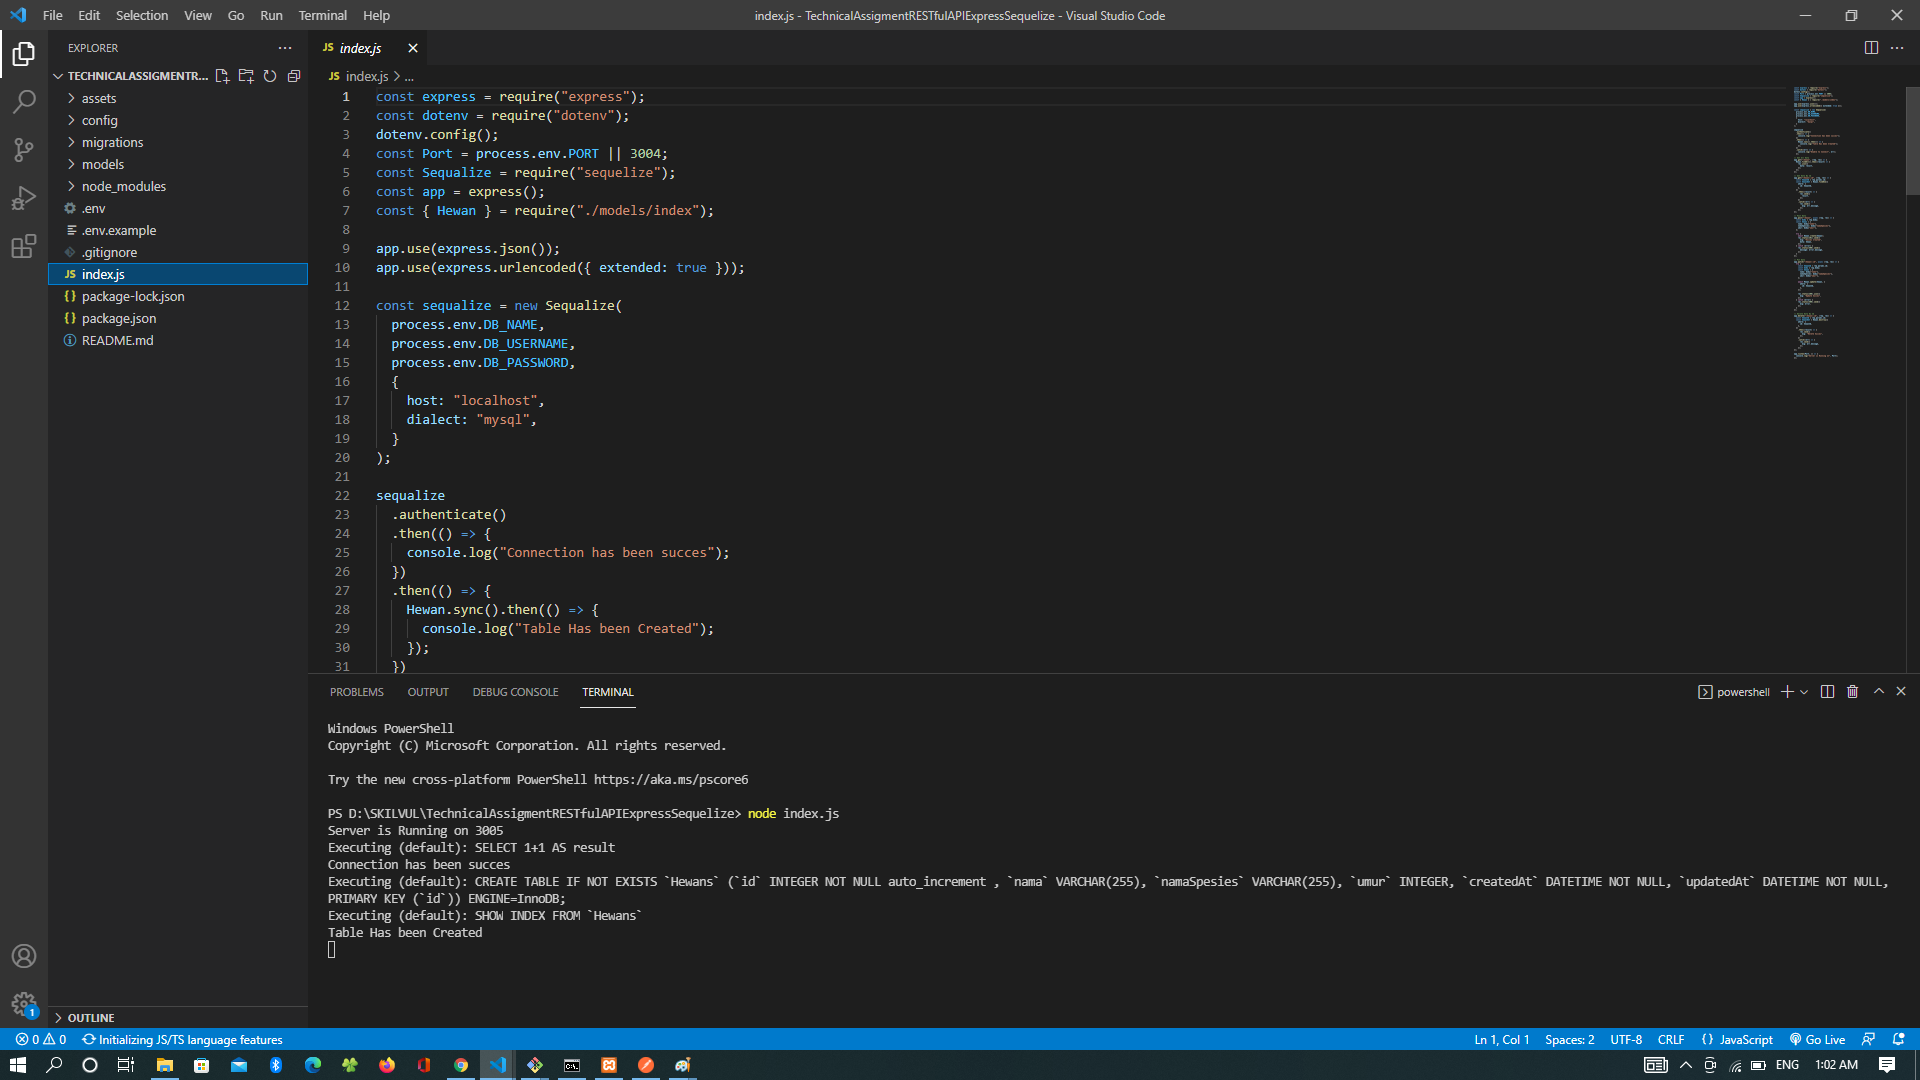 File Edit Selection View Go Run Terminal Help
index.js - TechnicalAssigmentRESTfulAPIExpressSequelize - Visual Studio Code
EXPLORER
TECHNICALASSIGMENTR...
assets
config
migrations
models
node_modules
.env
.env.example
.gitignore
JS index.js
{} package-lock.json
{} package.json
README.md
OUTLINE
JS index.js
JS index.js > ...
1 const express = require("express");
2 const dotenv = require("dotenv");
3 dotenv.config();
4 const Port = process.env.PORT || 3004;
5 const Sequalize = require("sequelize");
6 const app = express();
7 const { Hewan } = require("./models/index");
8
9 app.use(express.json());
10 app.use(express.urlencoded({ extended: true }));
11
12 const sequalize = new Sequalize(
13 process.env.DB_NAME,
14 process.env.DB_USERNAME,
15 process.env.DB_PASSWORD,
16 {
17 host: "localhost",
18 dialect: "mysql",
19 }
20 );
21
22 sequalize
23 .authenticate()
24 .then(() => {
25 console.log("Connection has been succes");
26 })
27 .then(() => {
28 Hewan.sync().then(() => {
29 console.log("Table Has been Created");
30 });
31 })
PROBLEMS OUTPUT DEBUG CONSOLE TERMINAL
powershell
Windows PowerShell
Copyright (C) Microsoft Corporation. All rights reserved.
Try the new cross-platform PowerShell https://aka.ms/pscore6
PS D:\SKILVUL\TechnicalAssigmentRESTfulAPIExpressSequelize> node index.js
Server is Running on 3005
Executing (default): SELECT 1+1 AS result
Connection has been succes
Executing (default): CREATE TABLE IF NOT EXISTS `Hewans` (`id` INTEGER NOT NULL auto_increment , `nama` VARCHAR(255), `namaSpesies` VARCHAR(255), `umur` INTEGER, `createdAt` DATETIME NOT NULL, `updatedAt` DATETIME NOT NULL,
PRIMARY KEY (`id`)) ENGINE=InnoDB;
Executing (default): SHOW INDEX FROM `Hewans`
Table Has been Created
1
0 0 Initializing JS/TS language features
Ln 1, Col 1 Spaces: 2 UTF-8 CRLF {} JavaScript Go Live
ENG 1:02 AM